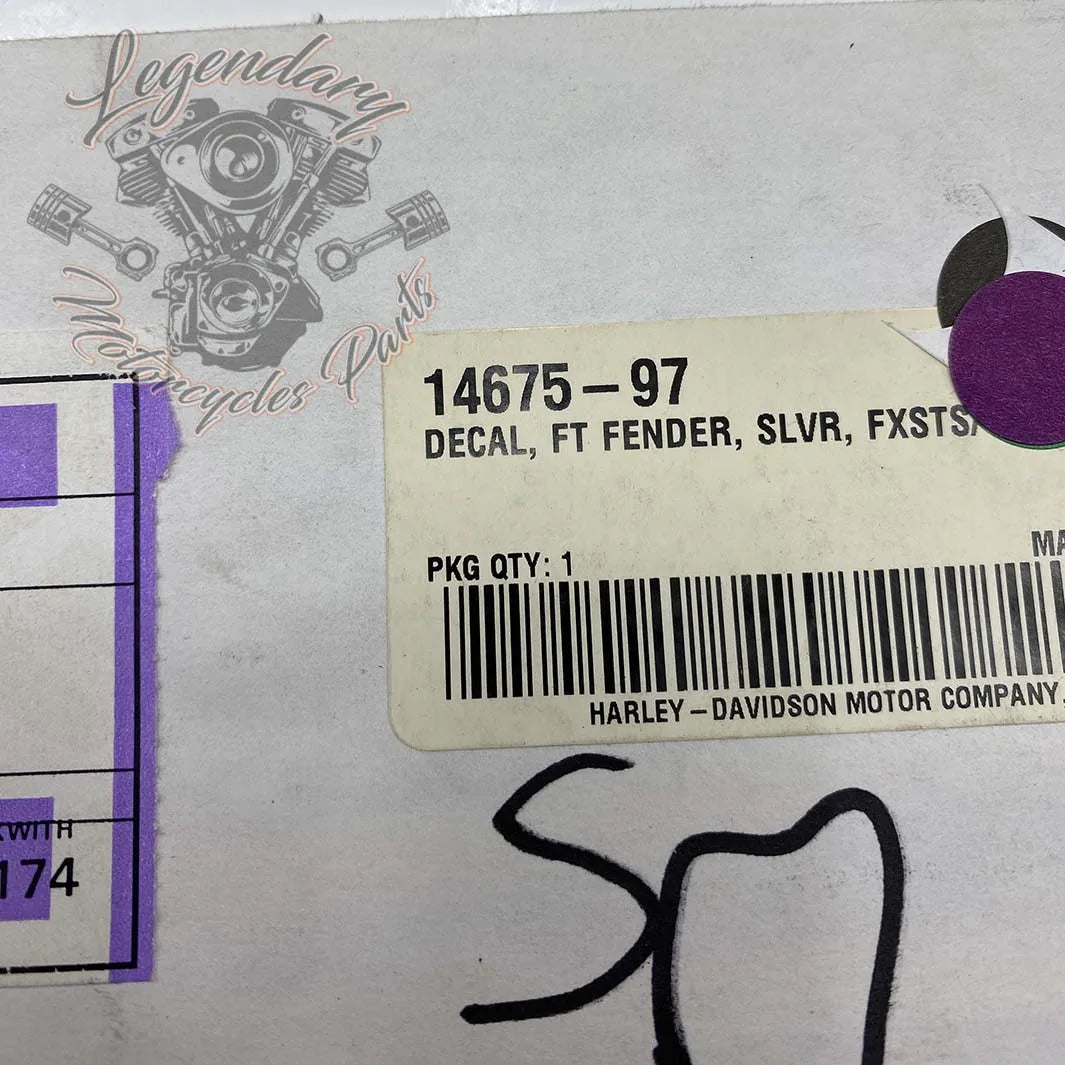 Legendary
Motorcycles Parts
14675-97
DECAL, FT FENDER, SLVR, FXSTS/
PKG QTY: 1
MA
HARLEY-DAVIDSON MOTOR COMPANY,
WITH
174